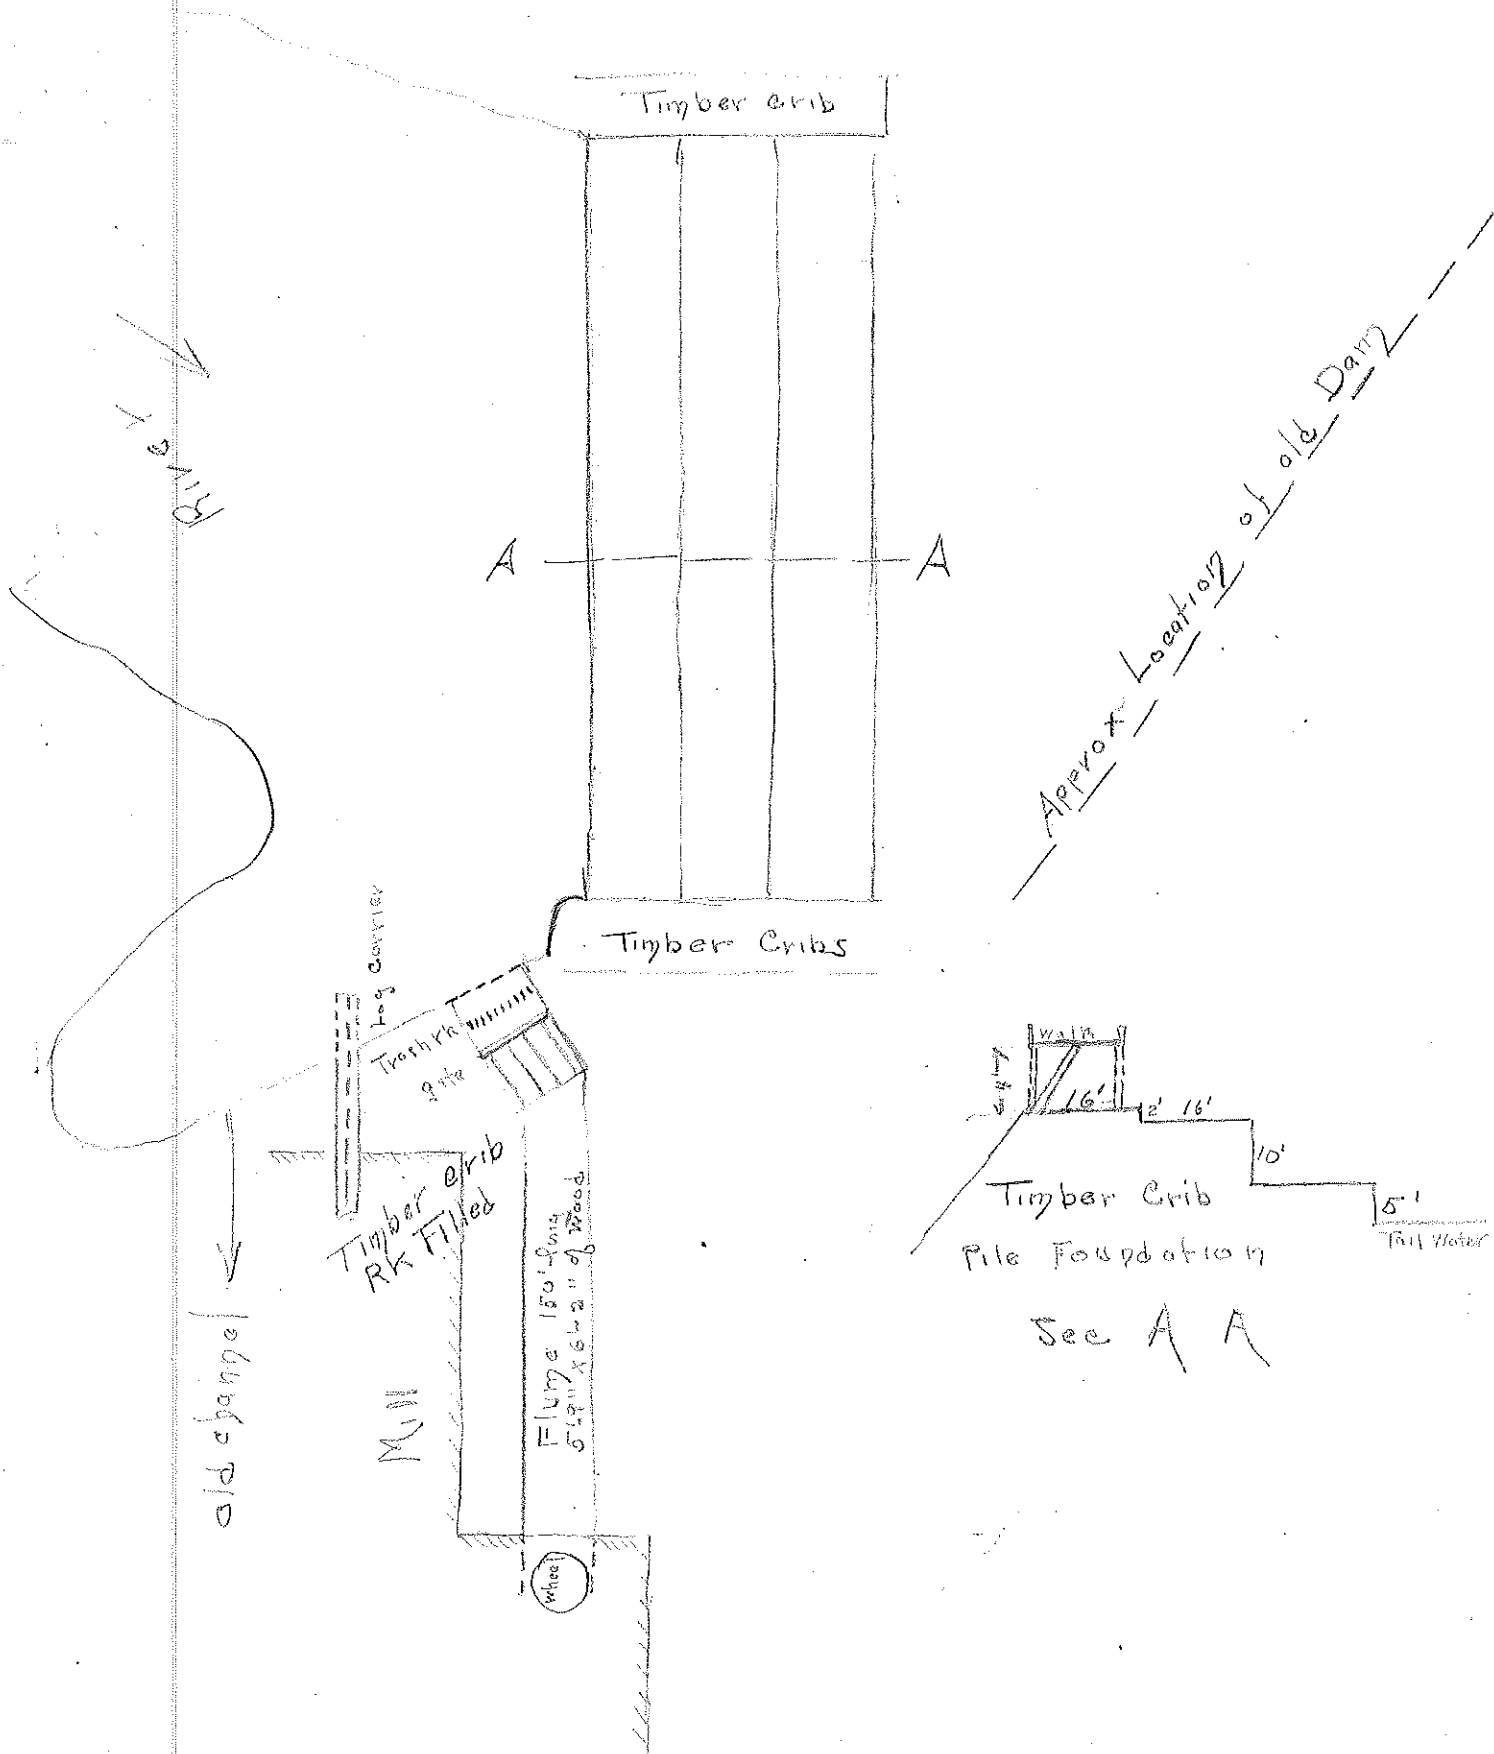 Timber crib
River
A
A
Approx Location of old Dam
Timber Cribs
Log carrier
Trash rk
gate
Timber crib
RK Filled
Flume 150' long
of wood
Mill
old channel
wheel
walk
16'
2'
16'
10'
5'
Tail Water
Timber Crib
Pile Foundation
Sec A A